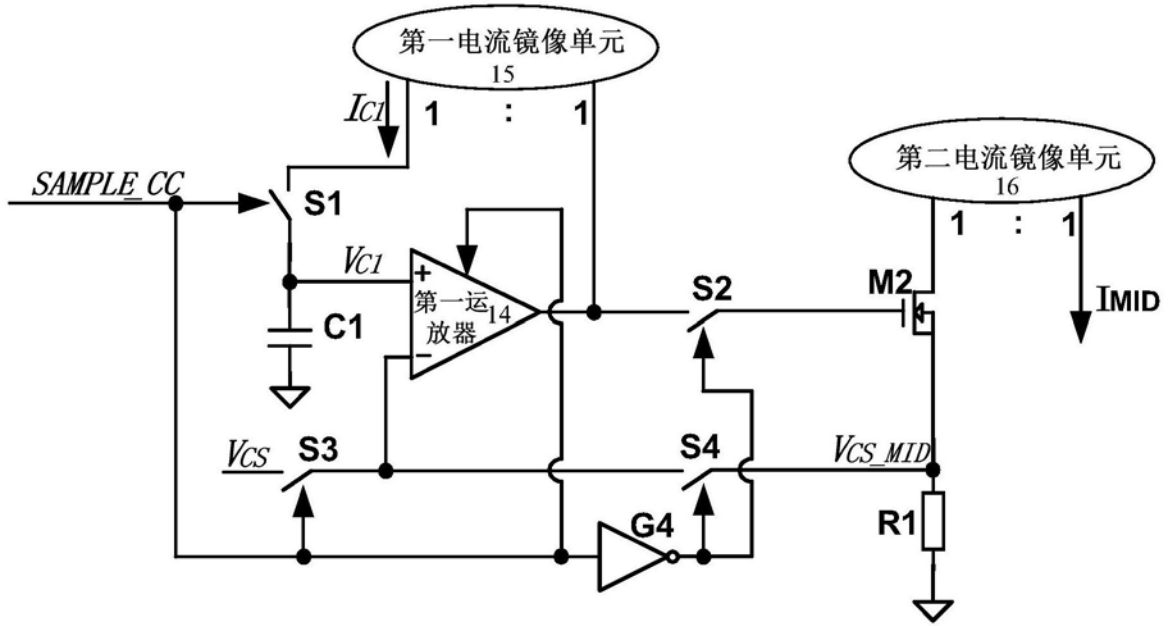 第一电流镜像单元
15
IC1
1 : 1
第二电流镜像单元
16
1 : 1
SAMPLE_CC
S1
VC1
+
第一运
放器
14
−
C1
S2
M2
IMID
VCS
S3
S4
VCS_MID
G4
R1